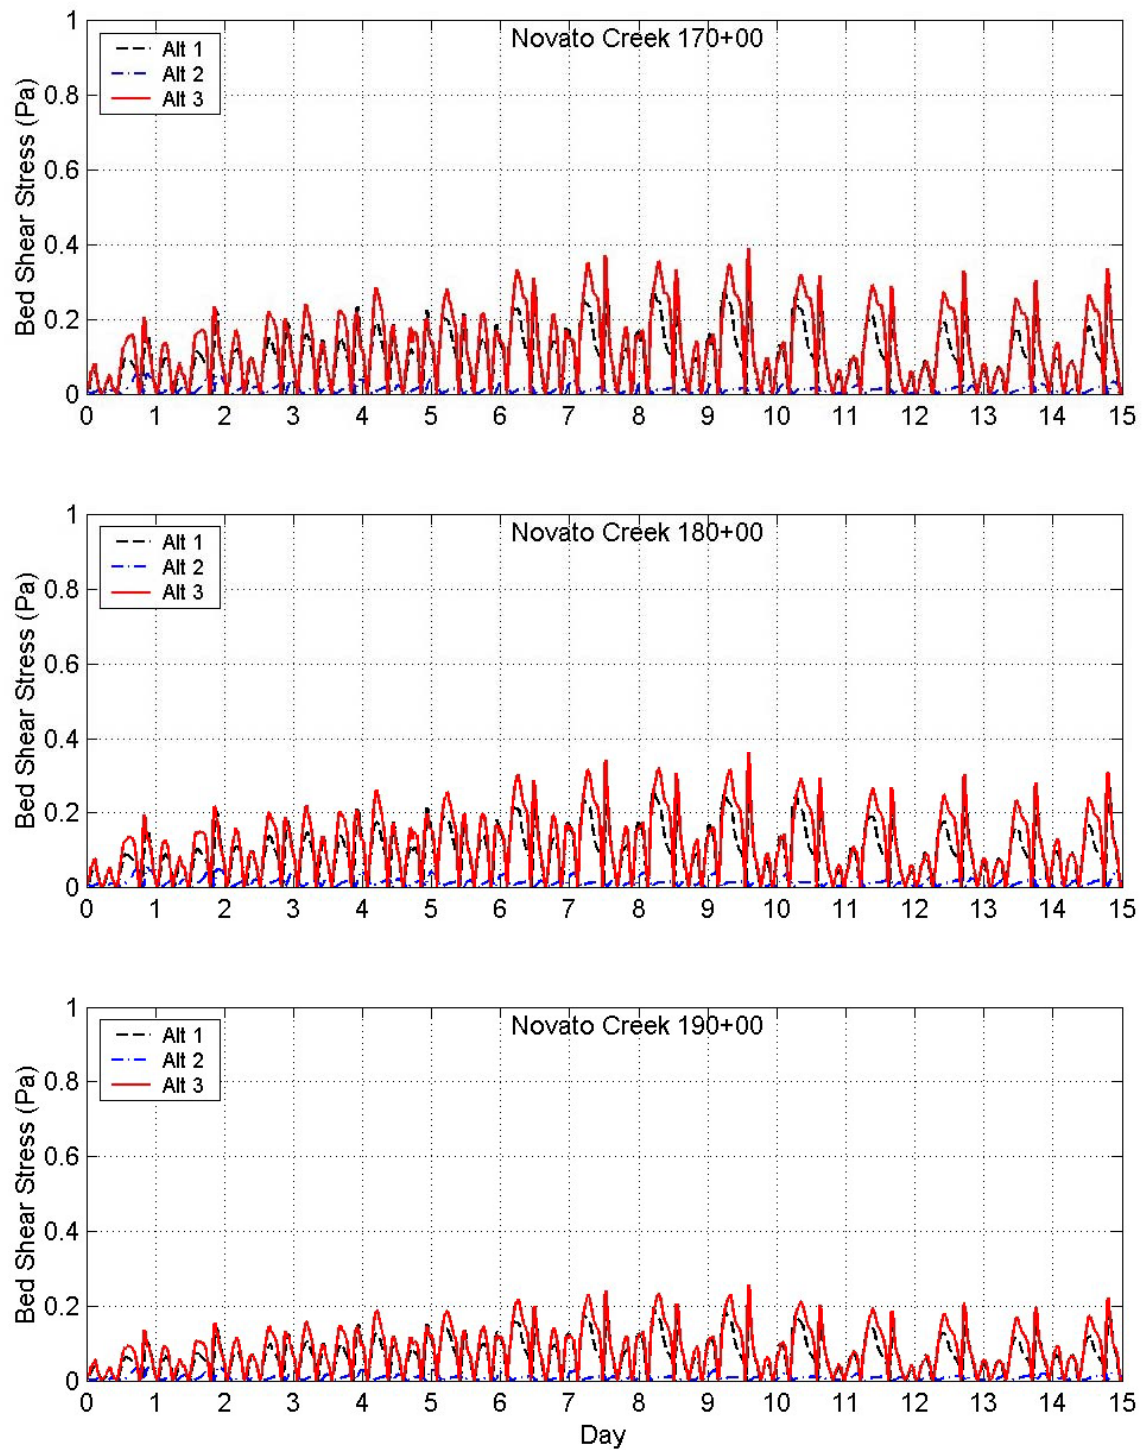 Novato Creek 170+00
Alt 1
Alt 2
Alt 3
Bed Shear Stress (Pa)
1
0.8
0.6
0.4
0.2
0
0 1 2 3 4 5 6 7 8 9 10 11 12 13 14 15
Novato Creek 180+00
Alt 1
Alt 2
Alt 3
Bed Shear Stress (Pa)
1
0.8
0.6
0.4
0.2
0
0 1 2 3 4 5 6 7 8 9 10 11 12 13 14 15
Novato Creek 190+00
Alt 1
Alt 2
Alt 3
Bed Shear Stress (Pa)
1
0.8
0.6
0.4
0.2
0
0 1 2 3 4 5 6 7 8 9 10 11 12 13 14 15
Day